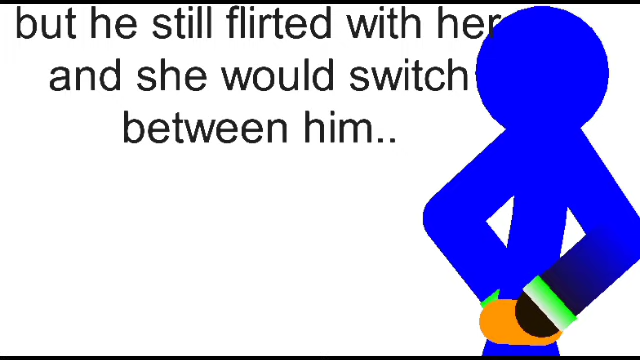 but he still flirted with her
and she would switch
between him..